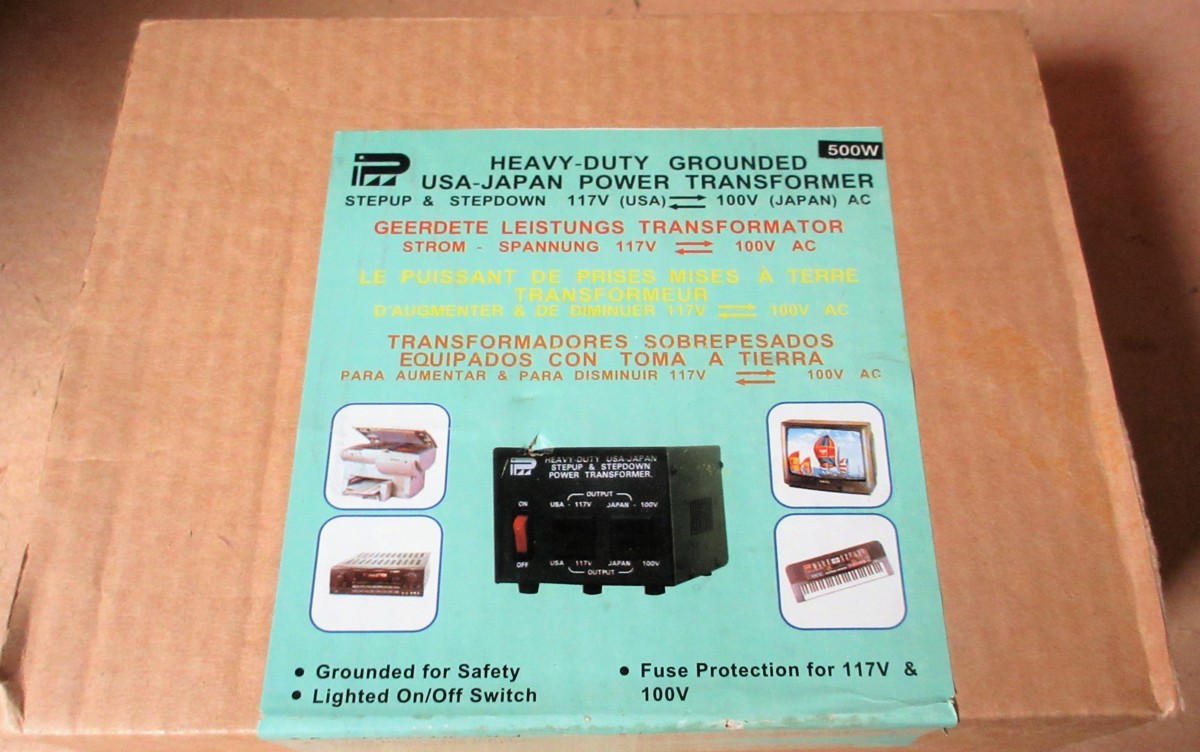 500W
HEAVY-DUTY GROUNDED
USA-JAPAN POWER TRANSFORMER
STEPUP & STEPDOWN 117V (USA) 100V (JAPAN) AC
GEERDETE LEISTUNGS TRANSFORMATOR
STROM - SPANNUNG 117V 100V AC
LE PUISSANT DE PRISES MISES À TERRE
TRANSFORMEUR
D'AUGMENTER & DE DIMINUER 117V 100V AC
TRANSFORMADORES SOBREPESADOS
EQUIPADOS CON TOMA A TIERRA
PARA AUMENTAR & PARA DISMINUIR 117V 100V AC
HEAVY-DUTY USA-JAPAN
STEPUP & STEPDOWN
POWER TRANSFORMER
OUTPUT
ON USA - 117V JAPAN - 100V
OFF USA 117V JAPAN 100V
OUTPUT
• Grounded for Safety
• Lighted On/Off Switch
• Fuse Protection for 117V &
100V